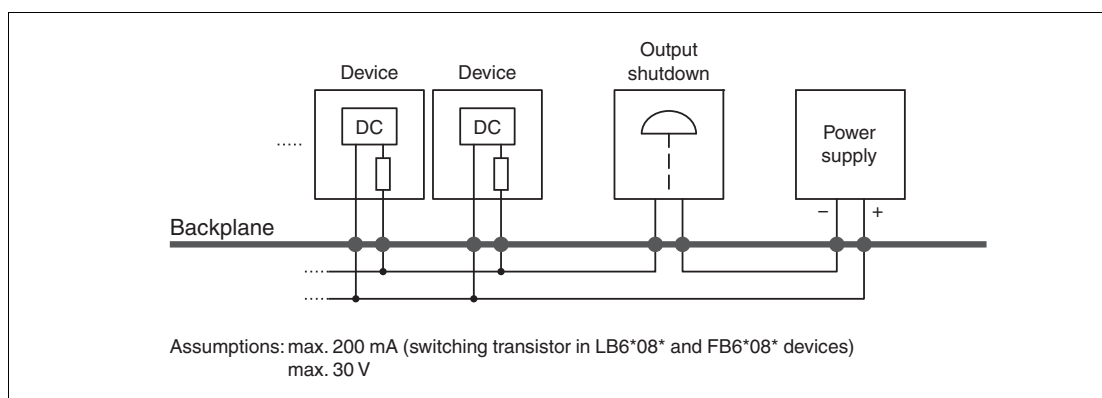 Output
shutdown
Device
Device
DC
DC
Power
supply
.....
– +
Backplane
.....
.....
Assumptions: max. 200 mA (switching transistor in LB6*08* and FB6*08* devices)
max. 30 V